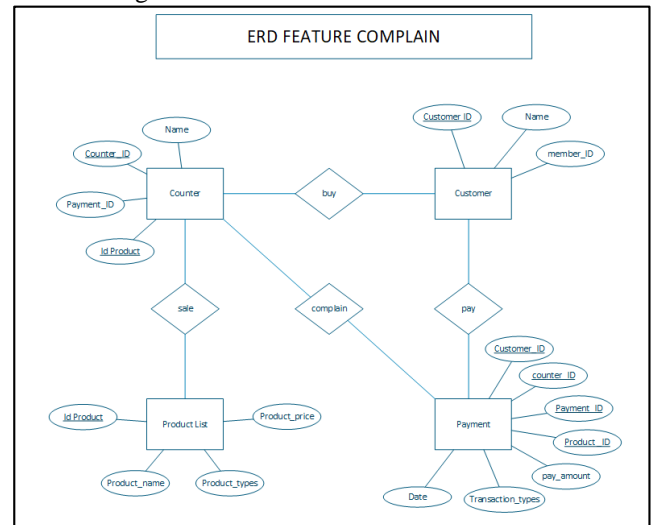 ERD FEATURE COMPLAIN
Name
Counter_ID
Payment_ID
Id Product
Counter
buy
Customer ID
Name
member_ID
Customer
sale
complain
pay
Id Product
Product List
Product_price
Product_name
Product_types
Customer_ID
counter_ID
Payment_ID
Product_ID
pay_amount
Payment
Date
Transaction_types